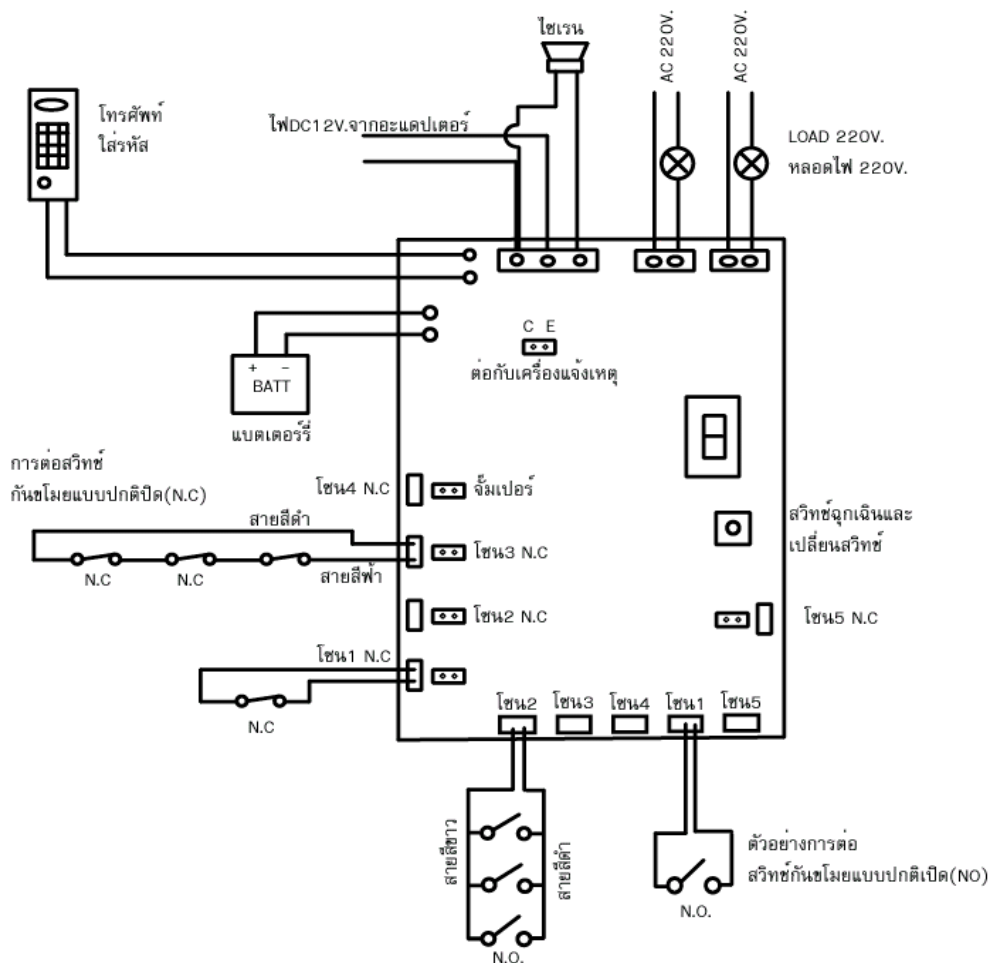 ไซเรน
AC 220V.
AC 220V.
โทรศัพท์
ใส่รหัส
ไฟDC12V.จากอะแดปเตอร์
LOAD 220V.
หลอดไฟ 220V.
C E
ต่อกับเครื่องแจ้งเหตุ
+ -
BATT
แบตเตอร์รี่
การต่อสวิทช์
กันขโมยแบบปกติปิด(N.C)
โซน4 N.C
จั๊มเปอร์
สายสีดำ
สวิทช์ฉุกเฉินและ
เปลี่ยนสวิทช์
โซน3 N.C
N.C
N.C
สายสีฟ้า
โซน2 N.C
โซน5 N.C
โซน1 N.C
N.C
โซน2
โซน3
โซน4
โซน1
โซน5
สายสีขาว
สายสีดำ
ตัวอย่างการต่อ
สวิทช์กันขโมยแบบปกติเปิด(NO)
N.O.
N.O.